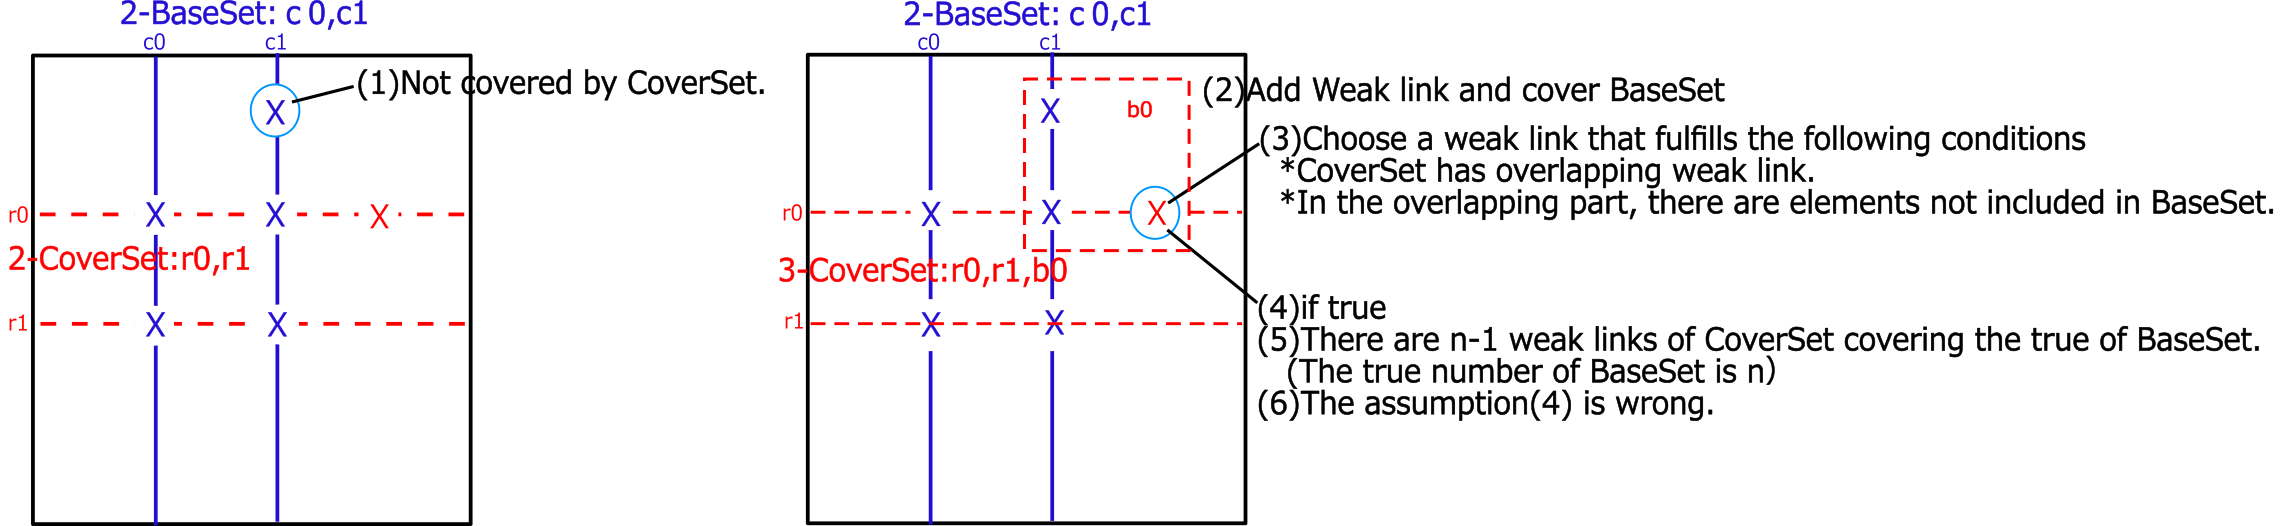 2-BaseSet: c 0,c1
c0 c1
(1)Not covered by CoverSet.
X
r0 X X X
2-CoverSet:r0,r1
r1 X X
2-BaseSet: c 0,c1
c0 c1
(2)Add Weak link and cover BaseSet
X b0
(3)Choose a weak link that fulfills the following conditions
*CoverSet has overlapping weak link.
*In the overlapping part, there are elements not included in BaseSet.
r0 X X X
3-CoverSet:r0,r1,b0
r1 X X
(4)if true
(5)There are n-1 weak links of CoverSet covering the true of BaseSet.
(The true number of BaseSet is n)
(6)The assumption(4) is wrong.